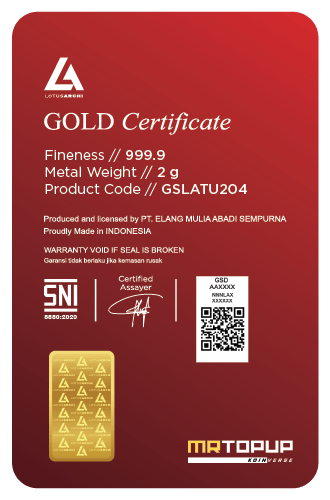 LOTUSARCHI
GOLD Certificate
Fineness // 999.9
Metal Weight // 2 g
Product Code // GSLATU204
Produced and licensed by PT. ELANG MULIA ABADI SEMPURNA
Proudly Made in INDONESIA
WARRANTY VOID IF SEAL IS BROKEN
Garansi tidak berlaku jika kemasan rusak
SNI
8880:2020
Certified
Assayer
GSD
AAXXXX
NNNLAX
XXXXXX
MRTOPUP
KOINVERSE